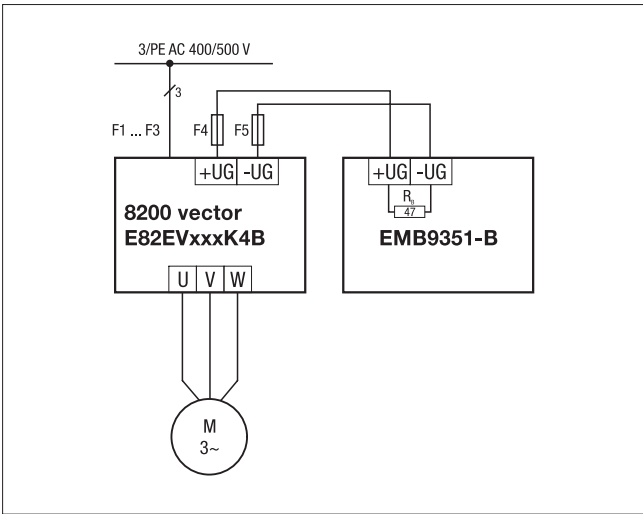 3/PE AC 400/500 V
3
F1 ... F3
F4
F5
+UG -UG
+UG -UG
8200 vector
E82EVxxxK4B
R_B
47
EMB9351-B
U V W
M
3~